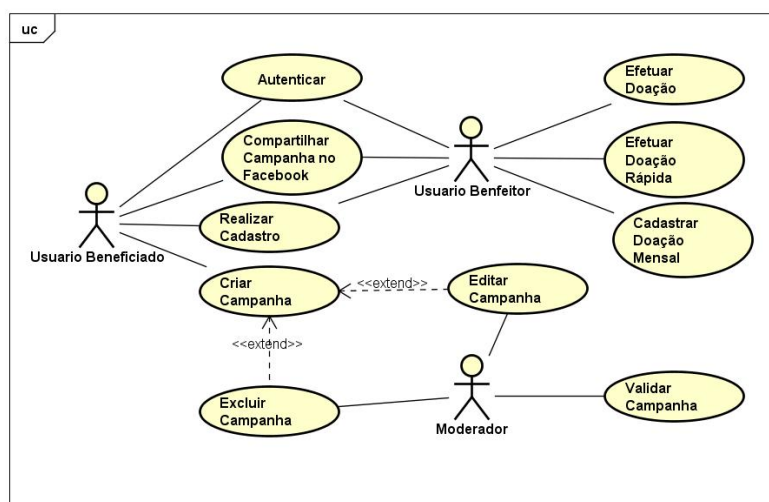 uc
Autenticar
Efetuar
Doação
Compartilhar
Campanha no
Facebook
Usuario Benfeitor
Efetuar
Doação
Rápida
Realizar
Cadastro
Cadastrar
Doação
Mensal
Usuario Beneficiado
Criar
Campanha
<<extend>>
Editar
Campanha
<<extend>>
Excluir
Campanha
Moderador
Validar
Campanha